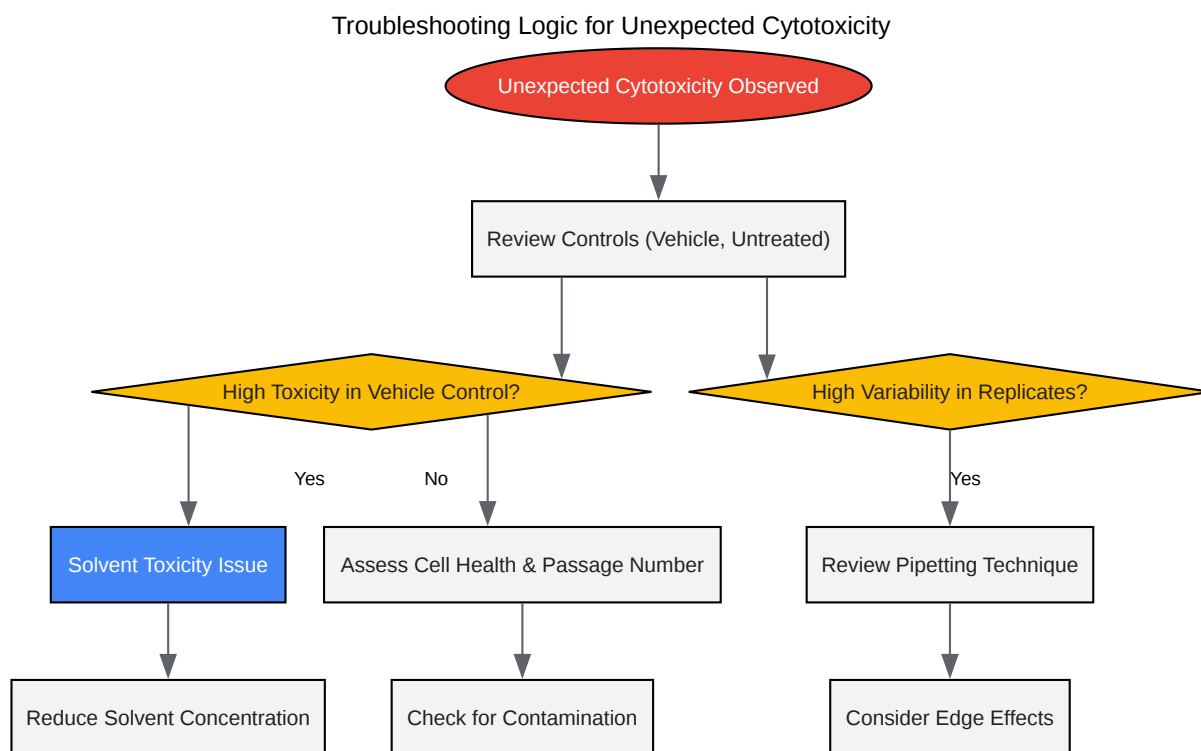 Troubleshooting Logic for Unexpected Cytotoxicity
Unexpected Cytotoxicity Observed
Review Controls (Vehicle, Untreated)
High Toxicity in Vehicle Control?
High Variability in Replicates?
Yes
No
Yes
Solvent Toxicity Issue
Assess Cell Health & Passage Number
Review Pipetting Technique
Reduce Solvent Concentration
Check for Contamination
Consider Edge Effects